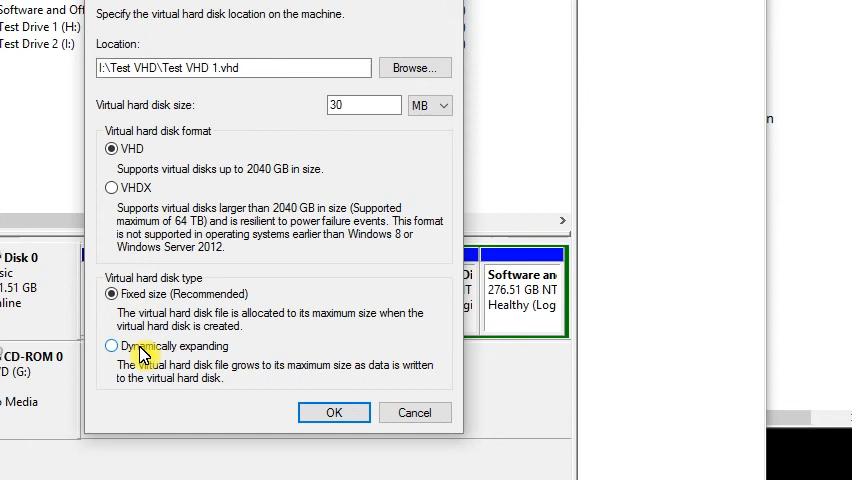 Specify the virtual hard disk location on the machine.
Software and Of
Test Drive 1 (H:)
Test Drive 2 (I:)
Location:
I:\Test VHD\Test VHD 1.vhd
Browse...
Virtual hard disk size:
30
MB
Virtual hard disk format
VHD
Supports virtual disks up to 2040 GB in size.
VHDX
Supports virtual disks larger than 2040 GB in size (Supported
maximum of 64 TB) and is resilient to power failure events. This format
is not supported in operating systems earlier than Windows 8 or
Windows Server 2012.
Virtual hard disk type
Fixed size (Recommended)
The virtual hard disk file is allocated to its maximum size when the
virtual hard disk is created.
Dynamically expanding
The virtual hard disk file grows to its maximum size as data is written
to the virtual hard disk.
OK
Cancel
Disk 0
sic
1.51 GB
nline
CD-ROM 0
D (G:)
o Media
Di
T
gi
Software an
276.51 GB NT
Healthy (Log
n